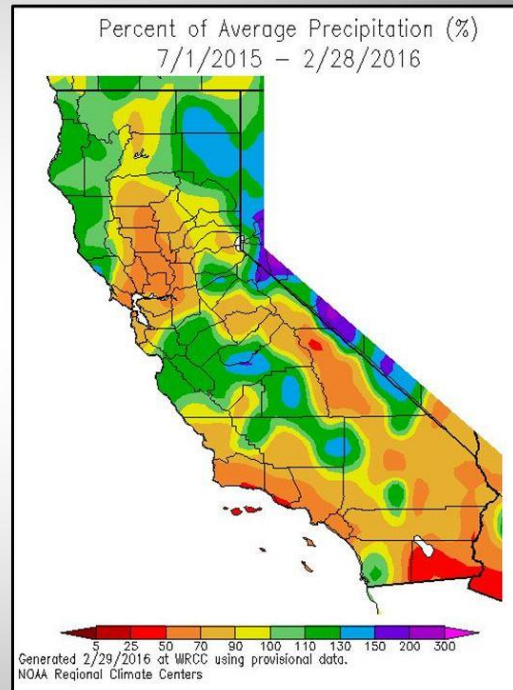 Percent of Average Precipitation (%)
7/1/2015 – 2/28/2016
5 25 50 70 90 100 110 130 150 200 300
Generated 2/29/2016 at WRCC using provisional data.
NOAA Regional Climate Centers